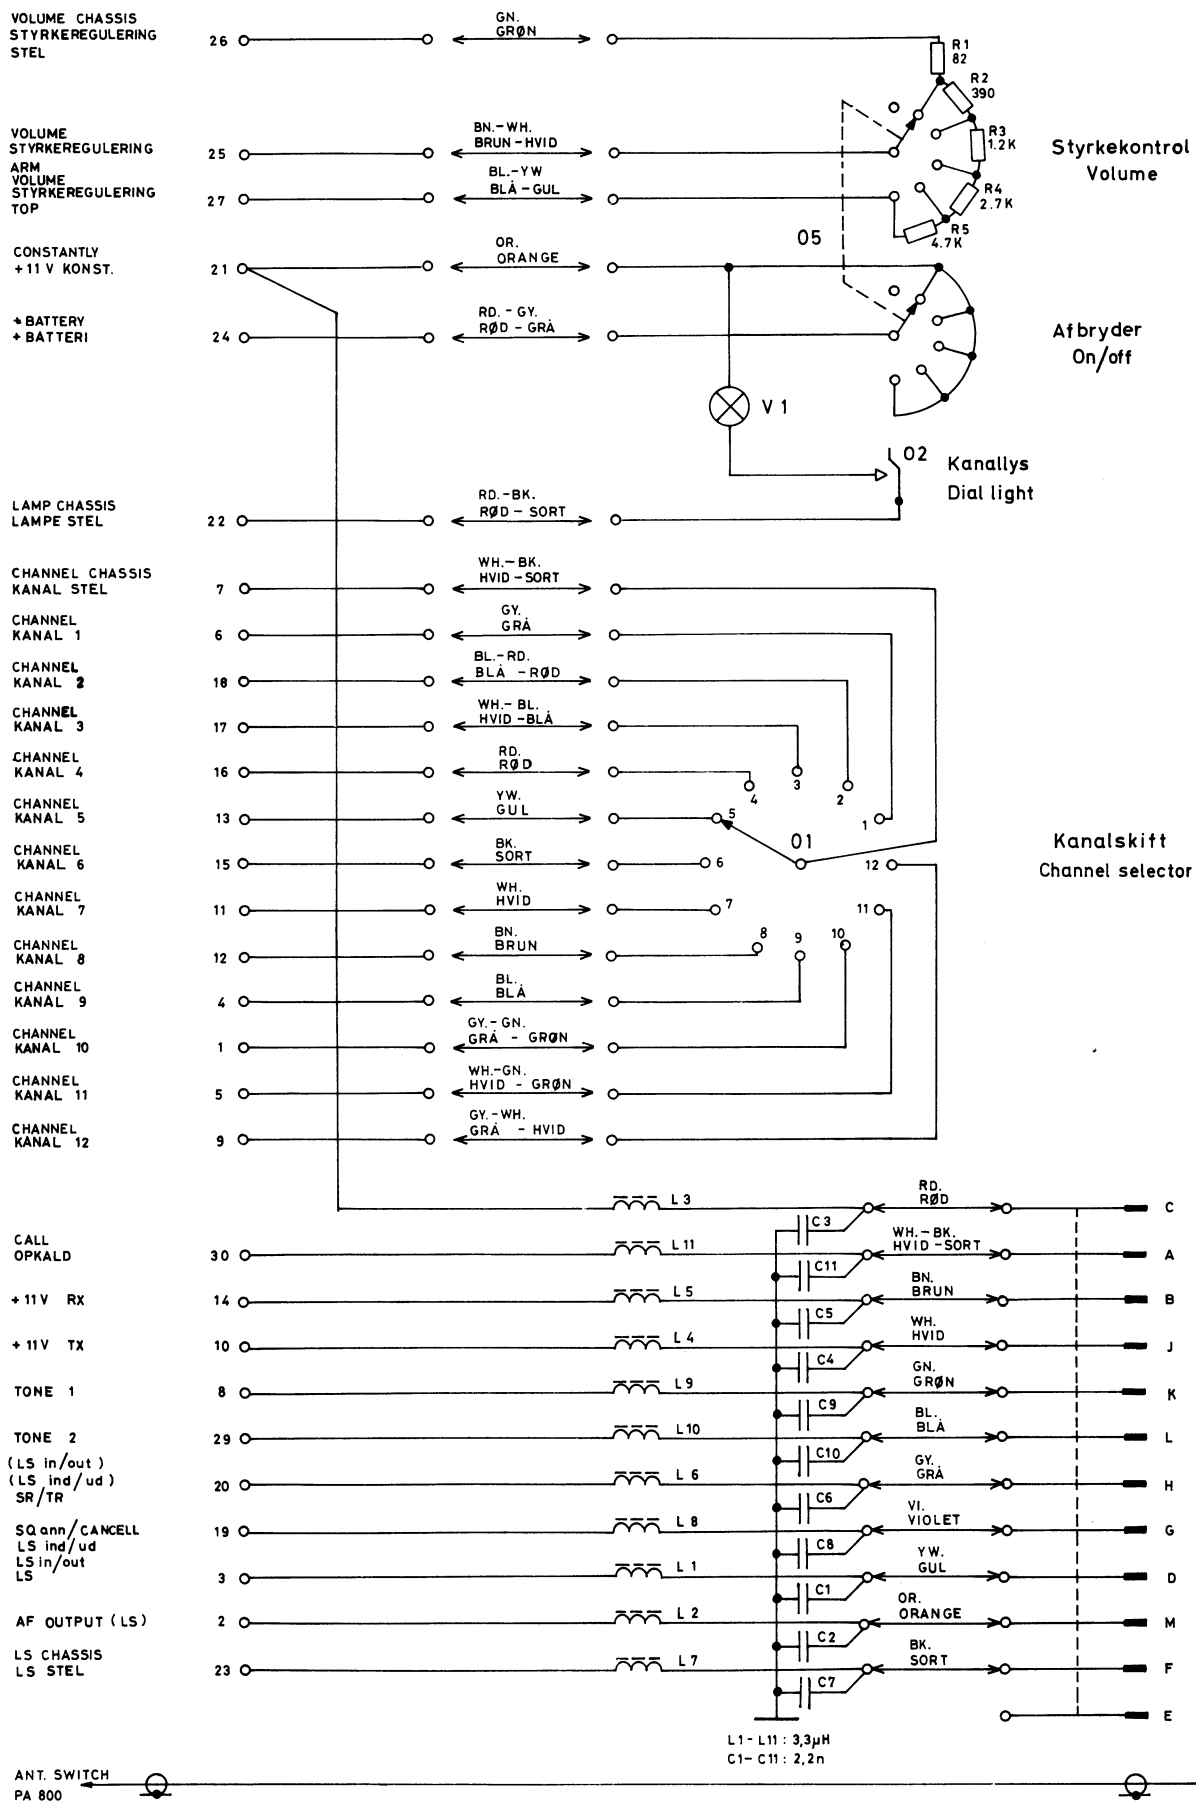 VOLUME CHASSIS
STYRKEREGULERING
STEL
26
GN.
GRØN
R1
82
R2
390
R3
1.2K
R4
2.7K
R5
4.7K
VOLUME
STYRKEREGULERING
ARM
25
BN.-WH.
BRUN-HVID
Styrkekontrol
Volume
VOLUME
STYRKEREGULERING
TOP
27
BL.-YW
BLÅ-GUL
O5
CONSTANTLY
+11 V KONST.
21
OR.
ORANGE
+BATTERY
+ BATTERI
24
RD. - GY.
RØD - GRÅ
Afbryder
On/off
V 1
O2
Kanallys
Dial light
LAMP CHASSIS
LAMPE STEL
22
RD.-BK.
RØD - SORT
CHANNEL CHASSIS
KANAL STEL
7
WH.-BK.
HVID-SORT
CHANNEL
KANAL 1
6
GY.
GRÅ
CHANNEL
KANAL 2
18
BL.-RD.
BLÅ -RØD
CHANNEL
KANAL 3
17
WH.-BL.
HVID-BLÅ
CHANNEL
KANAL 4
16
RD.
RØD
4
3
2
CHANNEL
KANAL 5
13
YW.
GUL
5
1
O1
Kanalskift
Channel selector
CHANNEL
KANAL 6
15
BK.
SORT
6
12
CHANNEL
KANAL 7
11
WH.
HVID
7
11
CHANNEL
KANAL 8
12
BN.
BRUN
8
9
10
CHANNEL
KANAL 9
4
BL.
BLÅ
CHANNEL
KANAL 10
1
GY.-GN.
GRÅ - GRØN
CHANNEL
KANAL 11
5
WH.-GN.
HVID - GRØN
CHANNEL
KANAL 12
9
GY.-WH.
GRÅ - HVID
L 3
C3
RD.
RØD
C
CALL
OPKALD
30
L 11
C11
WH.-BK.
HVID-SORT
A
+ 11V RX
14
L 5
C5
BN.
BRUN
B
+ 11V TX
10
L 4
C4
WH.
HVID
J
TONE 1
8
L9
C9
GN.
GRØN
K
TONE 2
29
L10
C10
BL.
BLÅ
L
(LS in/out)
(LS ind/ud)
SR/TR
20
L 6
C6
GY.
GRÅ
H
SQ ann/CANCELL
LS ind/ud
19
L 8
C8
VI.
VIOLET
G
LS in/out
LS
3
L 1
C1
YW.
GUL
D
AF OUTPUT (LS)
2
L 2
C2
OR.
ORANGE
M
LS CHASSIS
LS STEL
23
L 7
C7
BK.
SORT
F
E
L1- L11 : 3,3µH
C1- C11 : 2,2n
ANT. SWITCH
PA 800